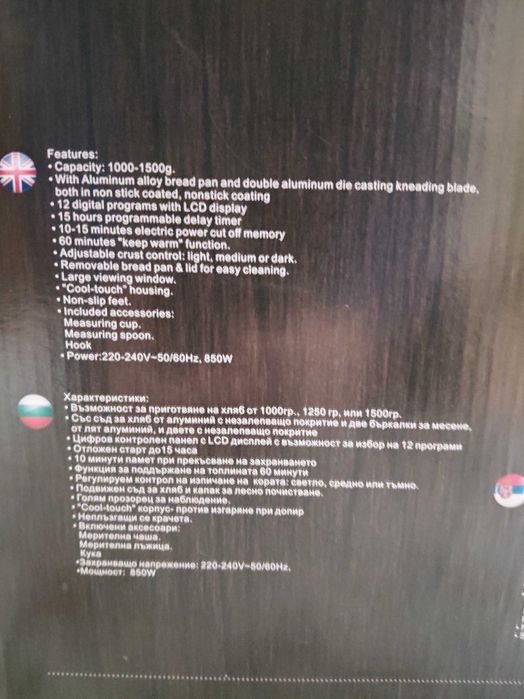 Features:
• Capacity: 1000-1500g.
• With Aluminum alloy bread pan and double aluminum die casting kneading blade,
both in non stick coated, nonstick coating
• 12 digital programs with LCD display
• 15 hours programmable delay timer
• 10-15 minutes electric power cut off memory
• 60 minutes "keep warm" function.
• Adjustable crust control: light, medium or dark.
• Removable bread pan & lid for easy cleaning.
• Large viewing window.
• "Cool-touch" housing.
• Non-slip feet.
• Included accessories:
Measuring cup.
Measuring spoon.
Hook
• Power:220-240V~50/60Hz, 850W
Характеристики:
• Възможност за приготвяне на хляб от 1000гр., 1250 гр, или 1500гр.
• Със съд за хляб от алуминий с незалепващо покритие и две бъркалки за месене,
от лят алуминий, и двете с незалепващо покритие
• Цифров контролен панел с LCD дисплей с възможност за избор на 12 програми
• Отложен старт до15 часа
• 10 минути памет при прекъсване на захранването
• Функция за поддържане на топлината 60 минути
• Регулируем контрол на изпичане на  кората: светло, средно или тъмно.
• Подвижен съд за хляб и капак за лесно почистване.
• Голям прозорец за наблюдение.
• "Cool-touch" корпус- против изгаряне при допир
• Неплъзгащи се крачета.
• Включени аксесоари:
Мерителна чаша.
Мерителна лъжица.
Кука
•Захранващо напрежение: 220-240V~50/60Hz.
•Мощност:  850W